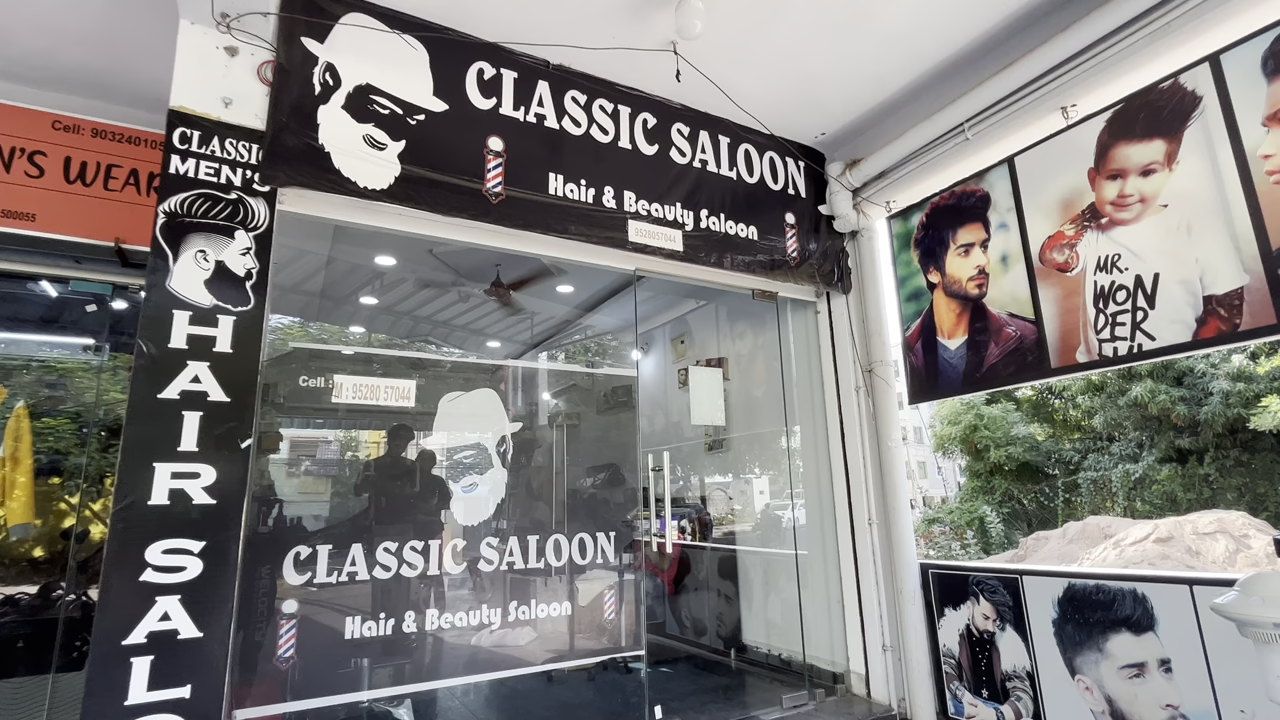 Cell: 90324010
N'S WEAR
500055
CLASSIC
MEN'S
HAIR SAL
CLASSIC SALOON
Hair & Beauty Saloon
9528057044
Cell :
M : 95280 57044
CLASSIC SALOON
Hair & Beauty Saloon
MR.
WON
DER